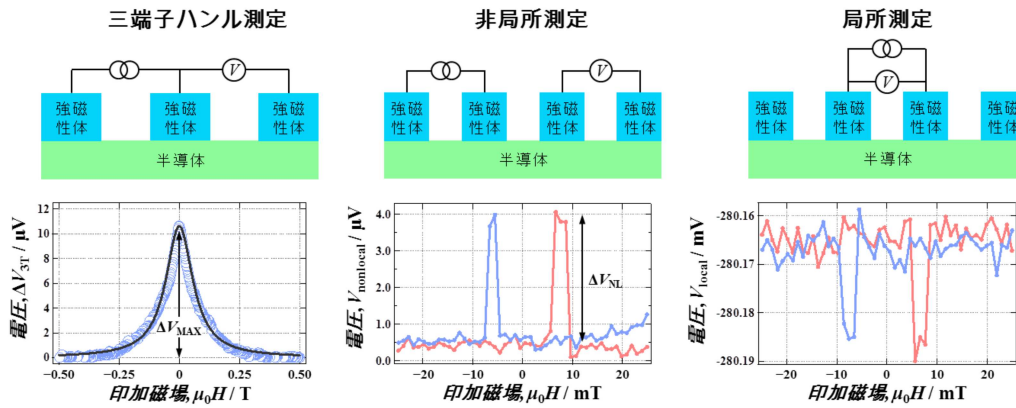 三端子ハンル測定
非局所測定
局所測定
V
強磁
性体
強磁
性体
強磁
性体
半導体
V
強磁
性体
強磁
性体
強磁
性体
強磁
性体
半導体
V
強磁
性体
強磁
性体
強磁
性体
強磁
性体
半導体
電圧, ΔV3T / μV
12
10
8
6
4
2
0
ΔVMAX
−0.50
−0.25
0
0.25
0.50
印加磁場, μ0H / T
電圧, Vnonlocal / μV
4.0
3.0
2.0
1.0
0.0
ΔVNL
−20
−10
0
10
20
印加磁場, μ0H / mT
電圧, Vlocal / mV
-280.16
-280.17
-280.18
-280.19
−20
−10
0
10
20
印加磁場, μ0H / mT